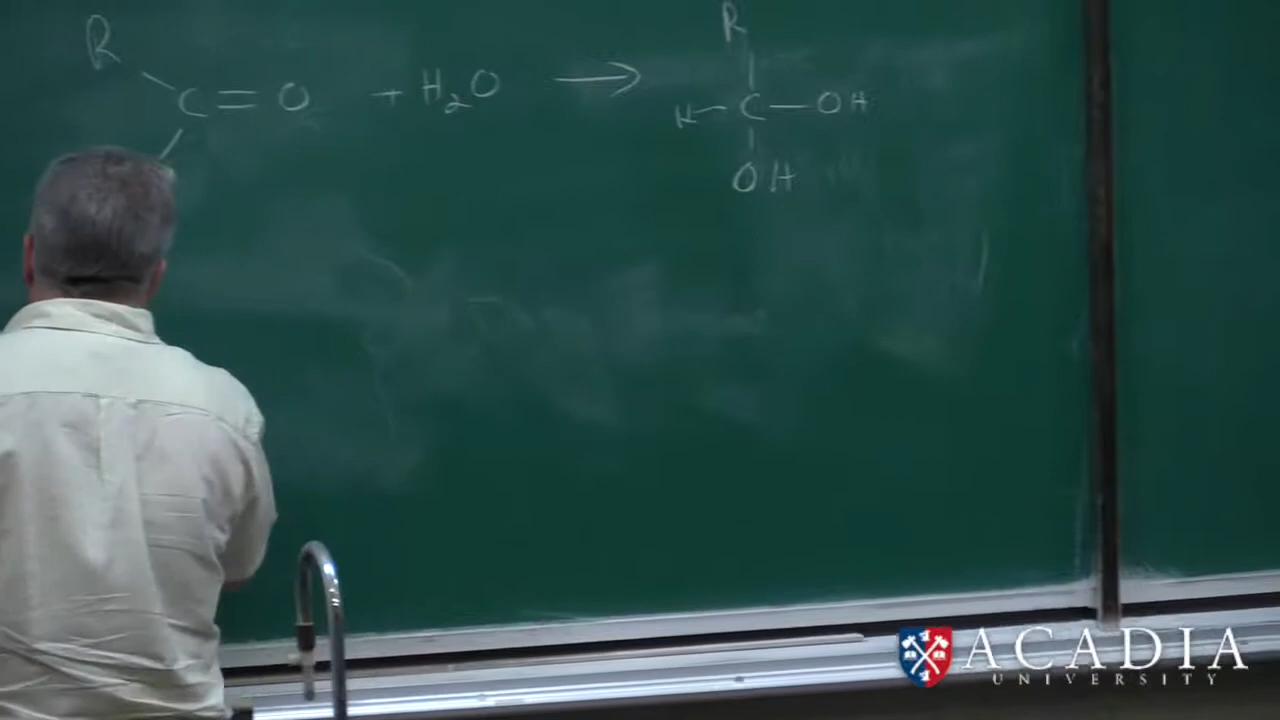 R
C = O + H₂O → 
R
H - C - OH
OH
ACADIA
UNIVERSITY